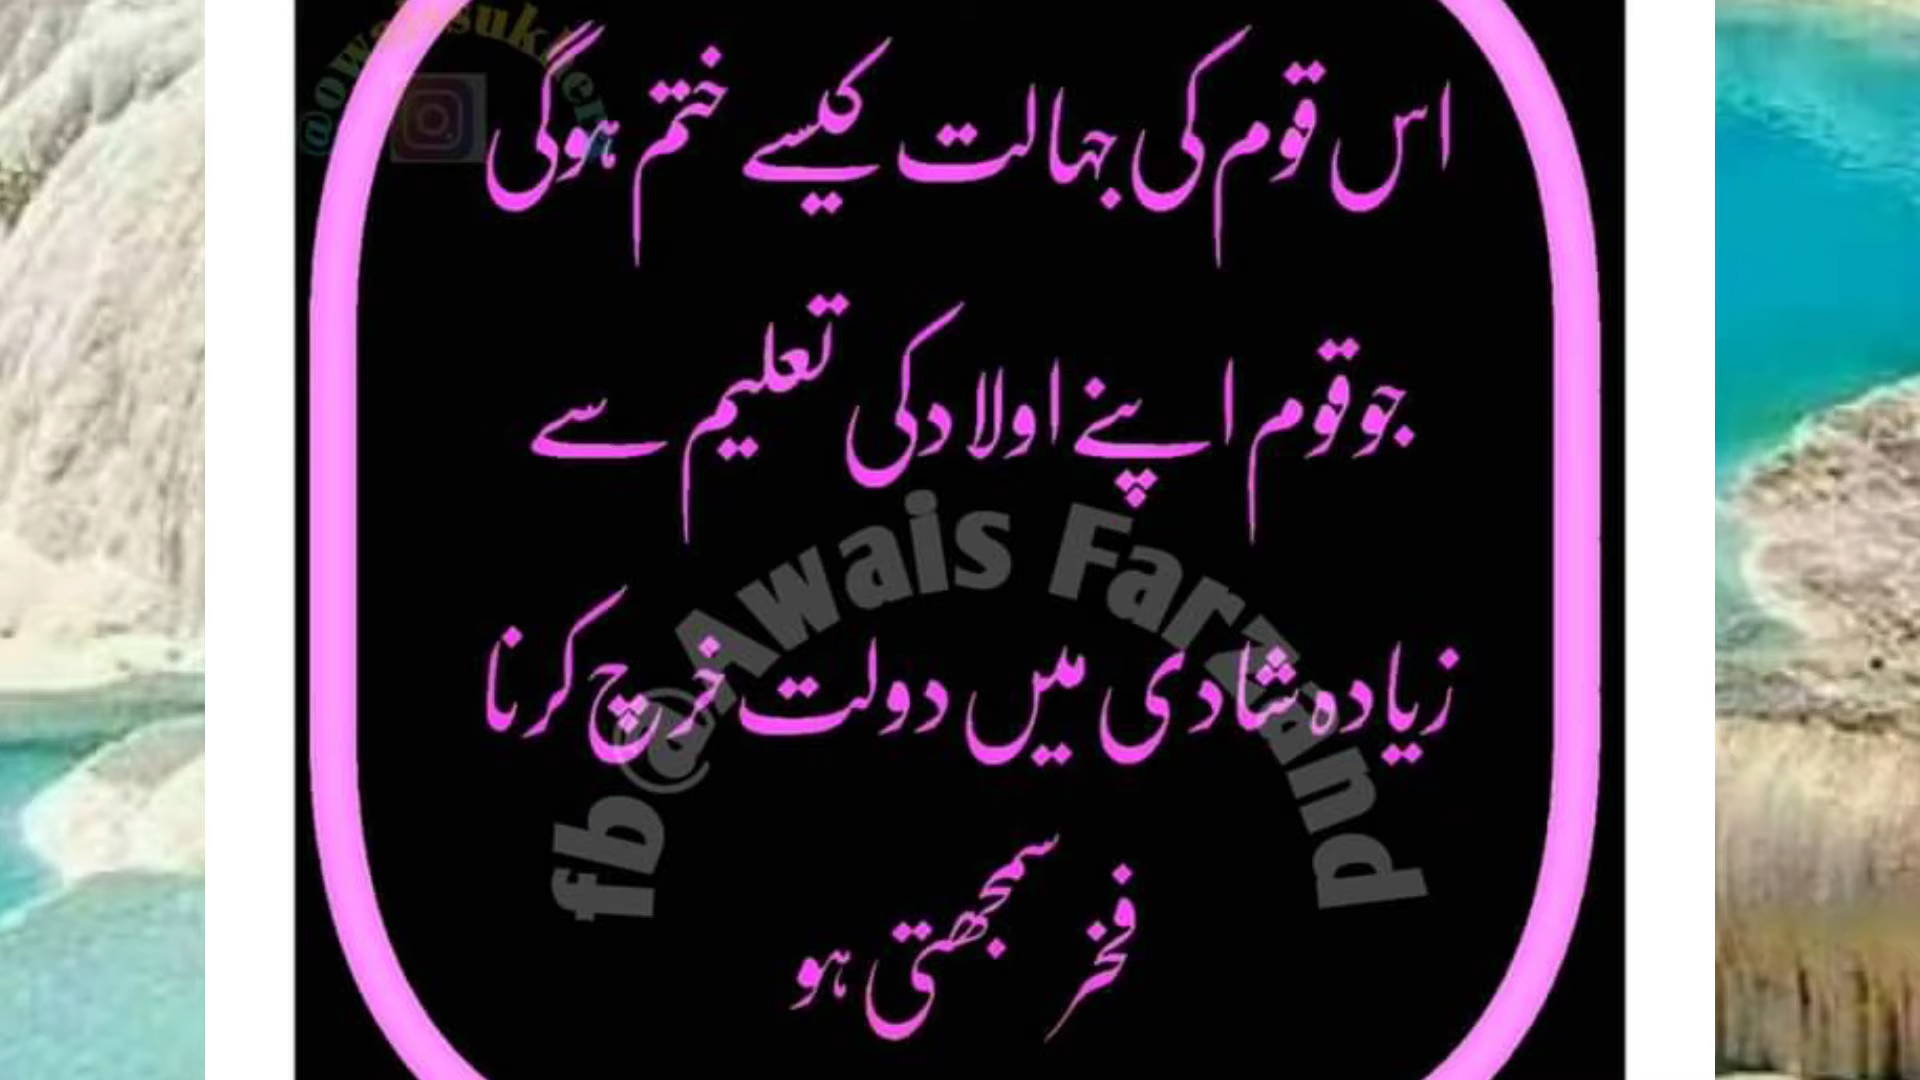 اس قوم کی جہالت کیسے ختم ہوگی
جو قوم اپنے اولاد کی تعلیم سے
زیادہ شادی میں دولت خرچ کرنا
فخر سمجھتی ہو
fb@Awais Farzand